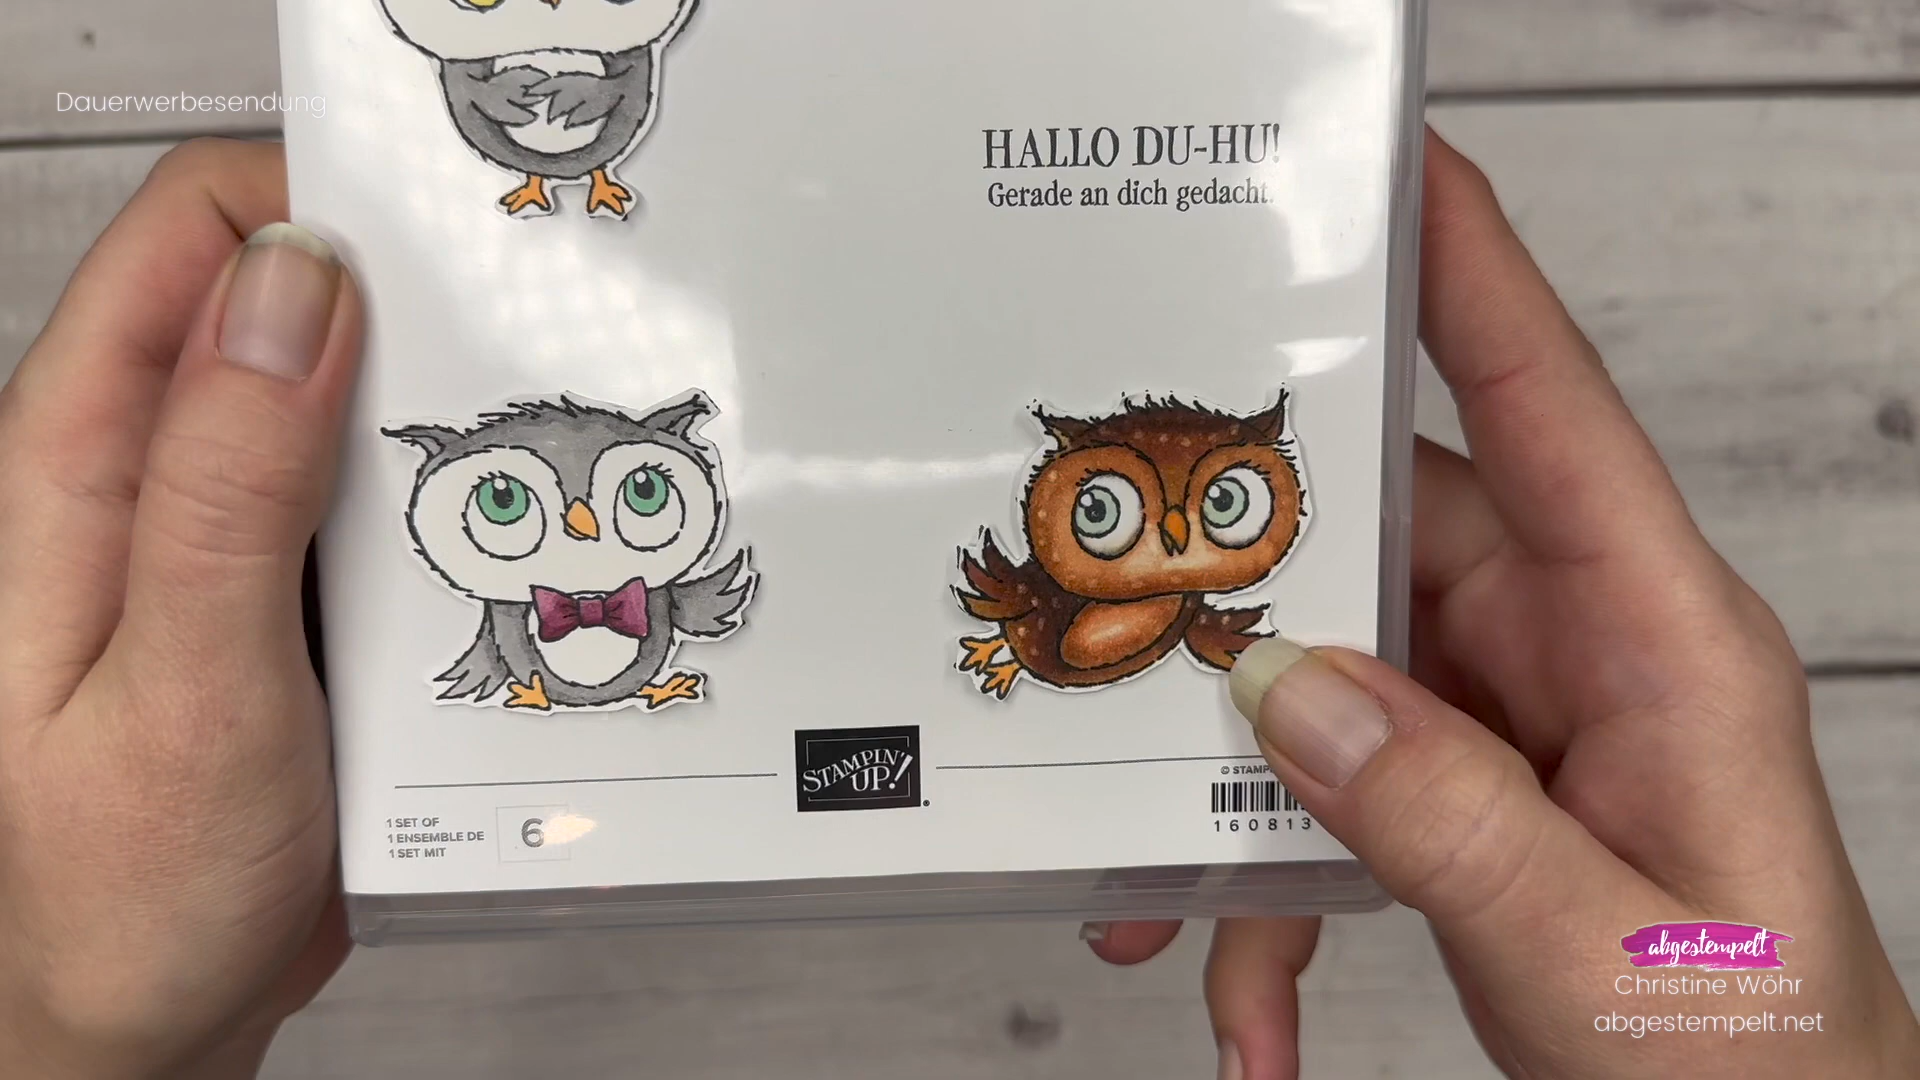 Dauerwerbesendung
HALLO DU-HU!
Gerade an dich gedacht.
STAMPIN' UP!
1 SET OF
1 ENSEMBLE DE
1 SET MIT
6
160813
abgestempelt
Christine Wöhr
abgestempelt.net